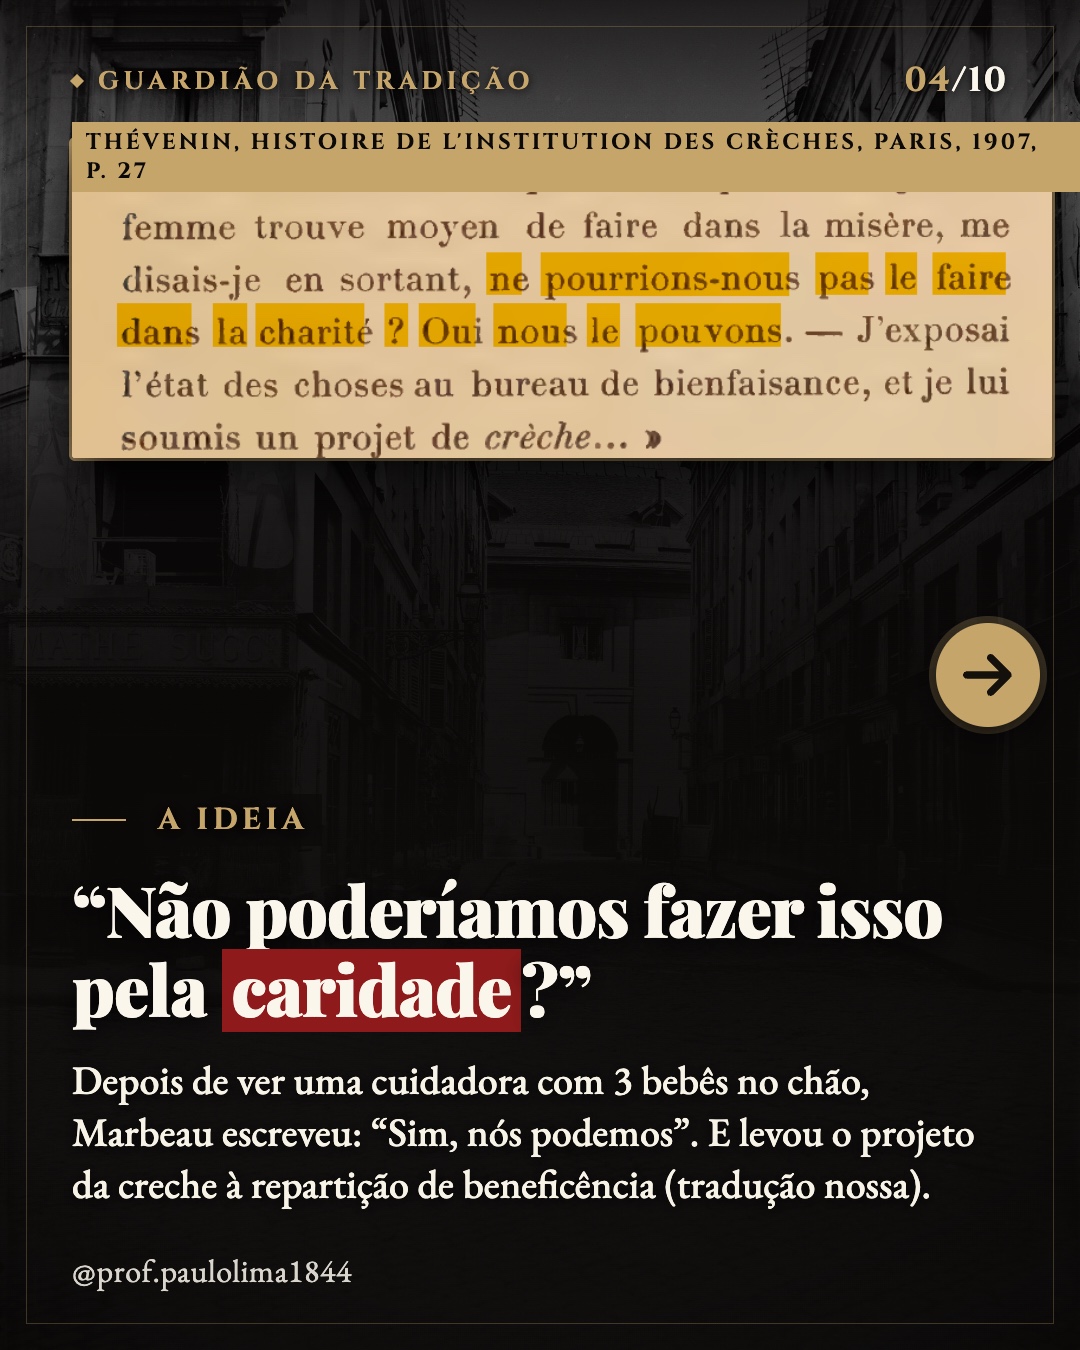 GUARDIÃO DA TRADIÇÃO
04/10
THÉVENIN, HISTOIRE DE L'INSTITUTION DES CRÈCHES, PARIS, 1907,
P. 27
femme trouve moyen de faire dans la misère, me
disais-je en sortant, ne pourrions-nous pas le faire
dans la charité ? Oui nous le pouvons. — J'exposai
l'état des choses au bureau de bienfaisance, et je lui
soumis un projet de crèche... »
A IDEIA
“Não poderíamos fazer isso
pela caridade?”
Depois de ver uma cuidadora com 3 bebês no chão,
Marbeau escreveu: “Sim, nós podemos”. E levou o projeto
da creche à repartição de beneficência (tradução nossa).
@prof.paulolima1844